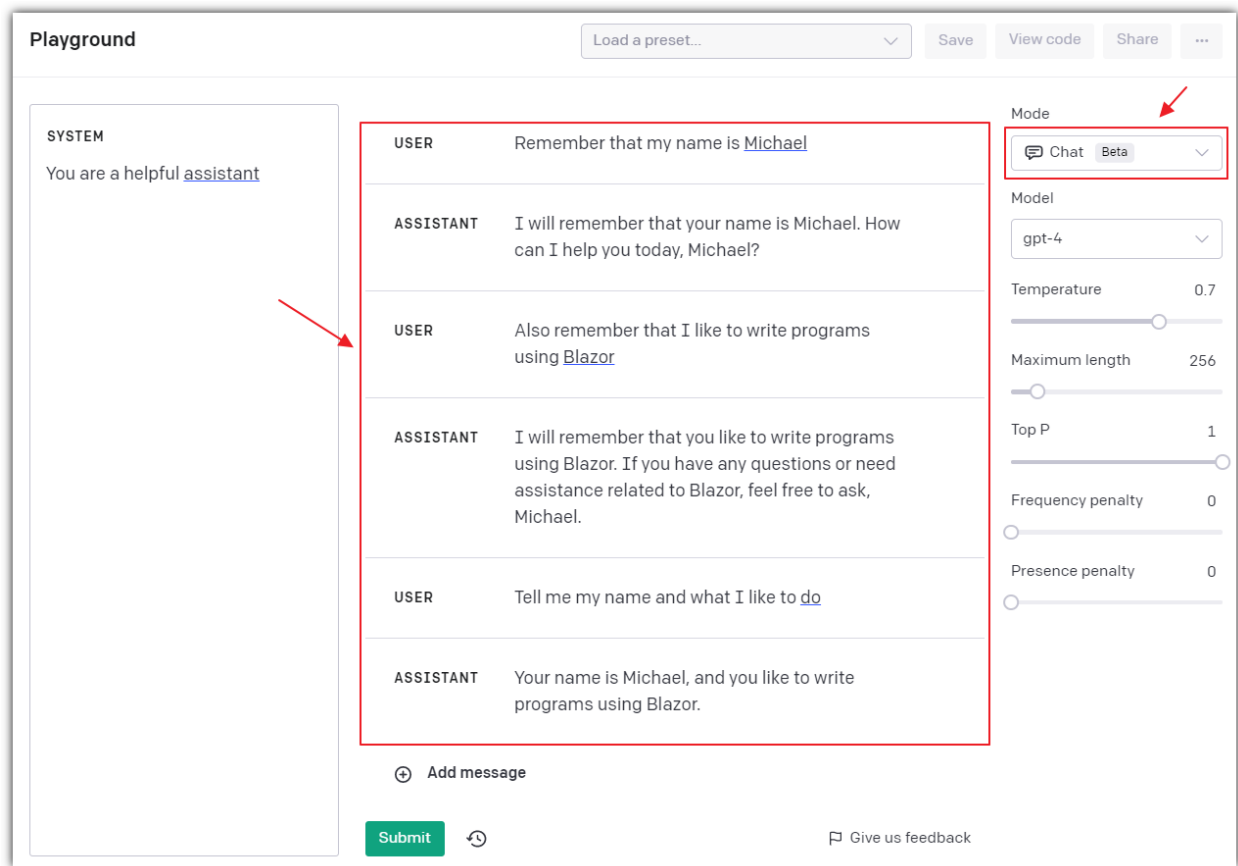 Playground
Load a preset...
Save
View code
Share
...
SYSTEM
You are a helpful assistant
USER
Remember that my name is Michael
ASSISTANT
I will remember that your name is Michael. How
can I help you today, Michael?
USER
Also remember that I like to write programs
using Blazor
ASSISTANT
I will remember that you like to write programs
using Blazor. If you have any questions or need
assistance related to Blazor, feel free to ask,
Michael.
USER
Tell me my name and what I like to do
ASSISTANT
Your name is Michael, and you like to write
programs using Blazor.
Add message
Submit
Give us feedback
Mode
Chat Beta
Model
gpt-4
Temperature 0.7
Maximum length 256
Top P 1
Frequency penalty 0
Presence penalty 0